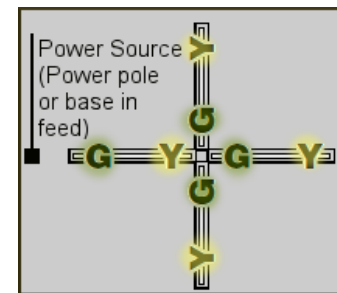 Power Source
(Power pole
or base in
feed)
Y
G
G Y G Y
G
Y